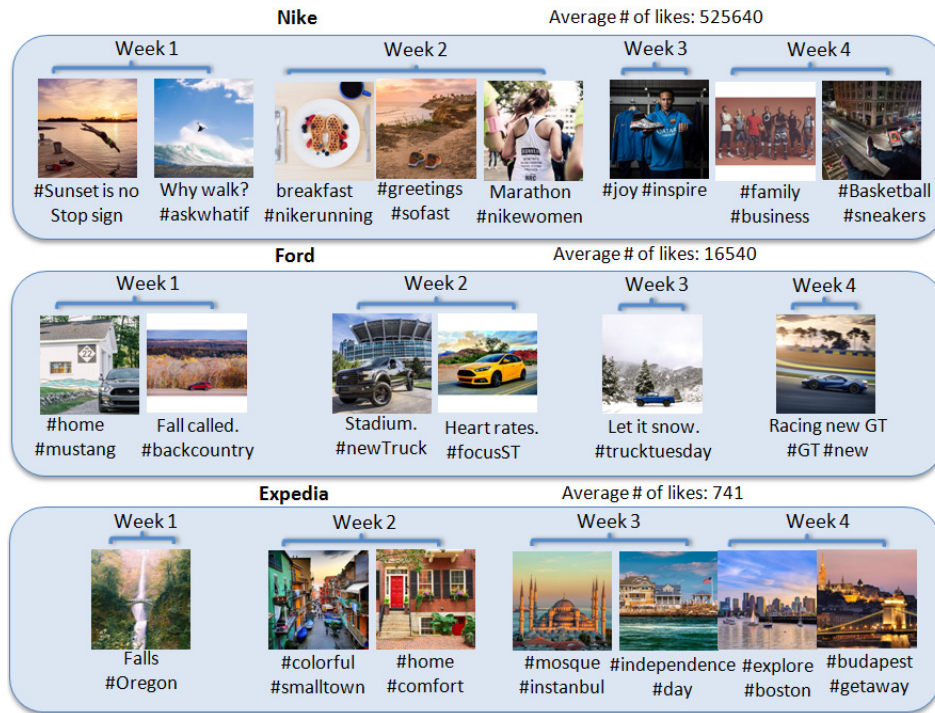 Nike
Average # of likes: 525640
Week 1
Week 2
Week 3
Week 4
#Sunset is no
Stop sign
Why walk?
#askwhatif
breakfast
#nikerunning
#greetings
#sofast
Marathon
#nikewomen
#joy #inspire
#family
#business
#Basketball
#sneakers
Ford
Average # of likes: 16540
Week 1
Week 2
Week 3
Week 4
22
#home
#mustang
Fall called.
#backcountry
Stadium.
#newTruck
Heart rates.
#focusST
Let it snow.
#trucktuesday
Racing new GT
#GT #new
Expedia
Average # of likes: 741
Week 1
Week 2
Week 3
Week 4
Falls
#Oregon
#colorful
#smalltown
#home
#comfort
#mosque
#instanbul
#independence
#day
#explore
#boston
#budapest
#getaway